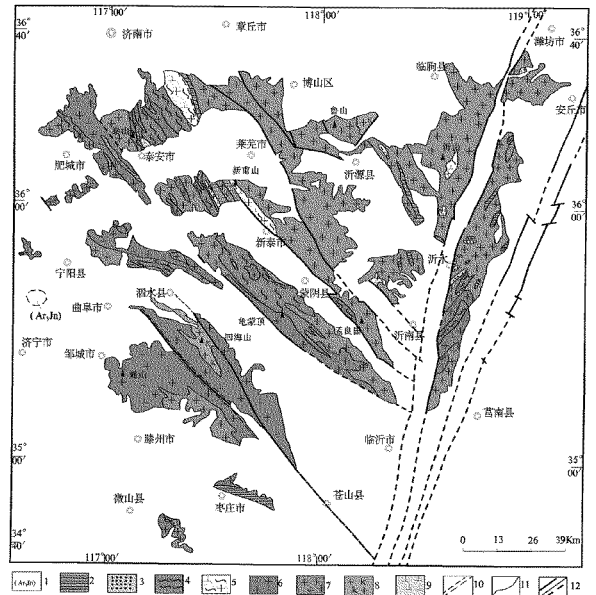 117°00′ 118°00′ 119°00′
36°40′ 36°40′
章丘市
济南市
潍坊市
临朐县
博山区
鲁山
安丘市
莱芜市
肥城市
泰安市
沂源县
新甫山
36°00′ 36°00′
新泰市
沂水
宁阳县
泗水县
蒙阴县
(Ar₃Jn)
曲阜市
龟蒙顶
孟良崮
沂南县
四海山
济宁市
邹城市
莒南县
滕州市
临沂市
35°00′ 35°00′
微山县
枣庄市
苍山县
34°40′
0 13 26 39Km
117°00′ 118°00′
(Ar₃Jn) 1 2 3 4 5 6 7 8 9 10 11 12